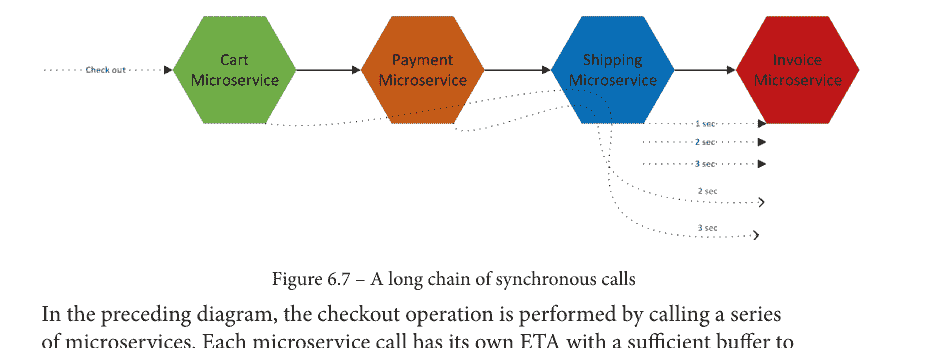 Check out
Cart
Microservice
Payment
Microservice
Shipping
Microservice
Invoice
Microservice
1 sec
2 sec
3 sec
2 sec
3 sec
Figure 6.7 – A long chain of synchronous calls
In the preceding diagram, the checkout operation is performed by calling a series
of microservices. Each microservice call has its own ETA with a sufficient buffer to